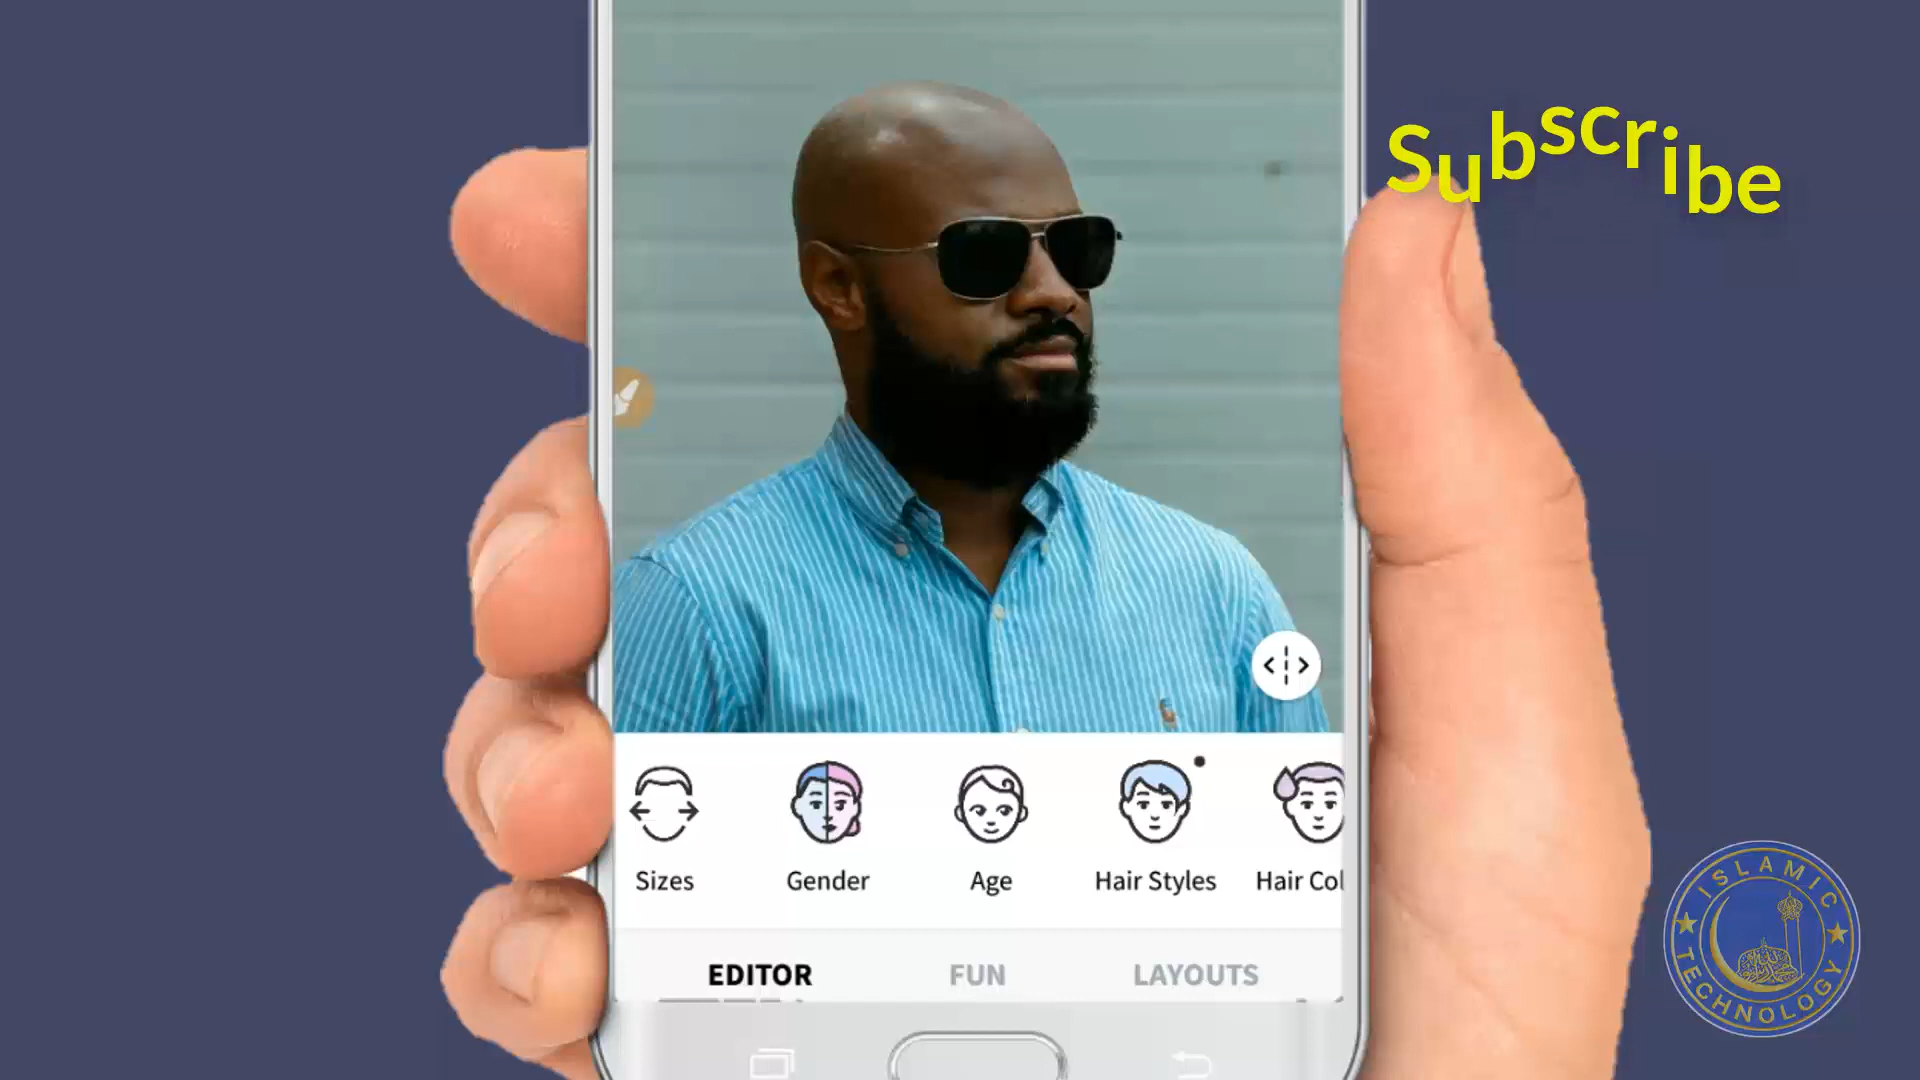 Subscribe
Sizes
Gender
Age
Hair Styles
Hair Col
EDITOR
FUN
LAYOUTS
ISLAMIC
TECHNOLOGY